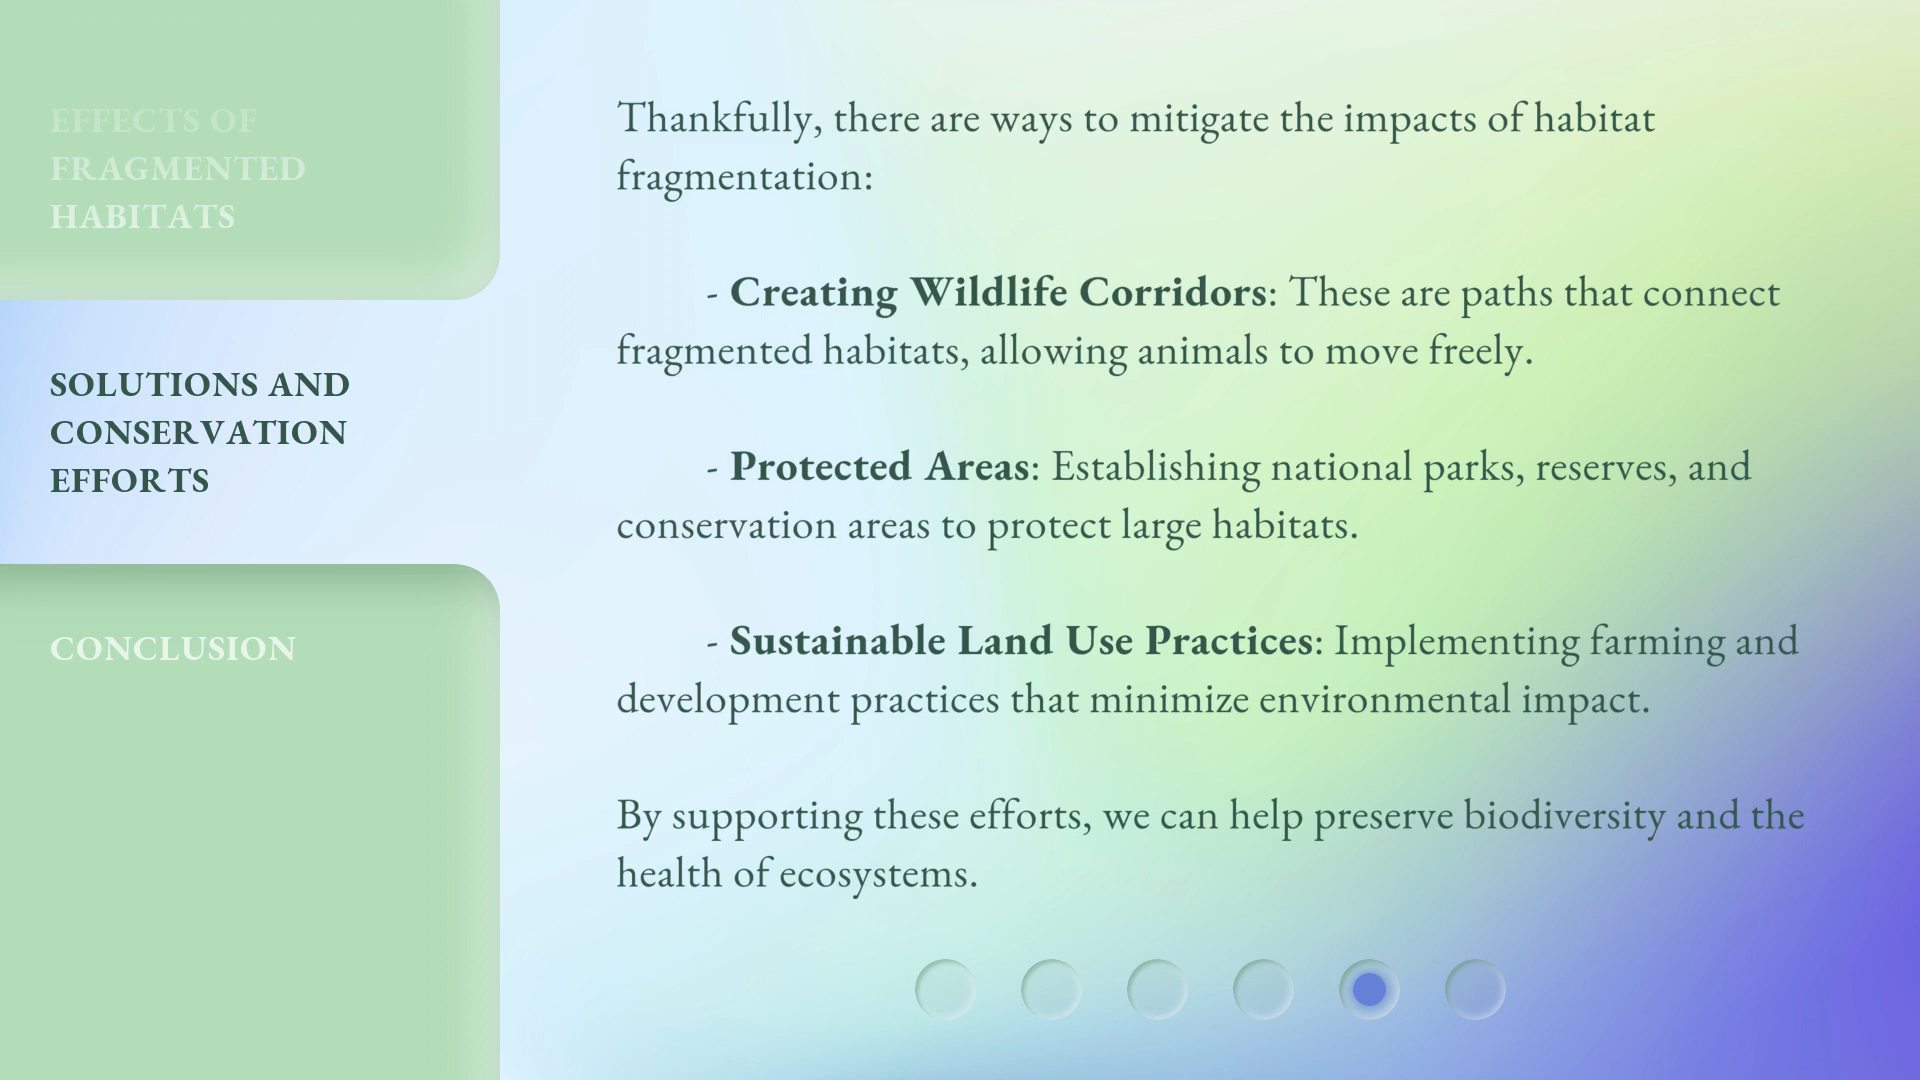 EFFECTS OF
FRAGMENTED
HABITATS
SOLUTIONS AND
CONSERVATION
EFFORTS
CONCLUSION
Thankfully, there are ways to mitigate the impacts of habitat
fragmentation:
- Creating Wildlife Corridors: These are paths that connect
fragmented habitats, allowing animals to move freely.
- Protected Areas: Establishing national parks, reserves, and
conservation areas to protect large habitats.
- Sustainable Land Use Practices: Implementing farming and
development practices that minimize environmental impact.
By supporting these efforts, we can help preserve biodiversity and the
health of ecosystems.